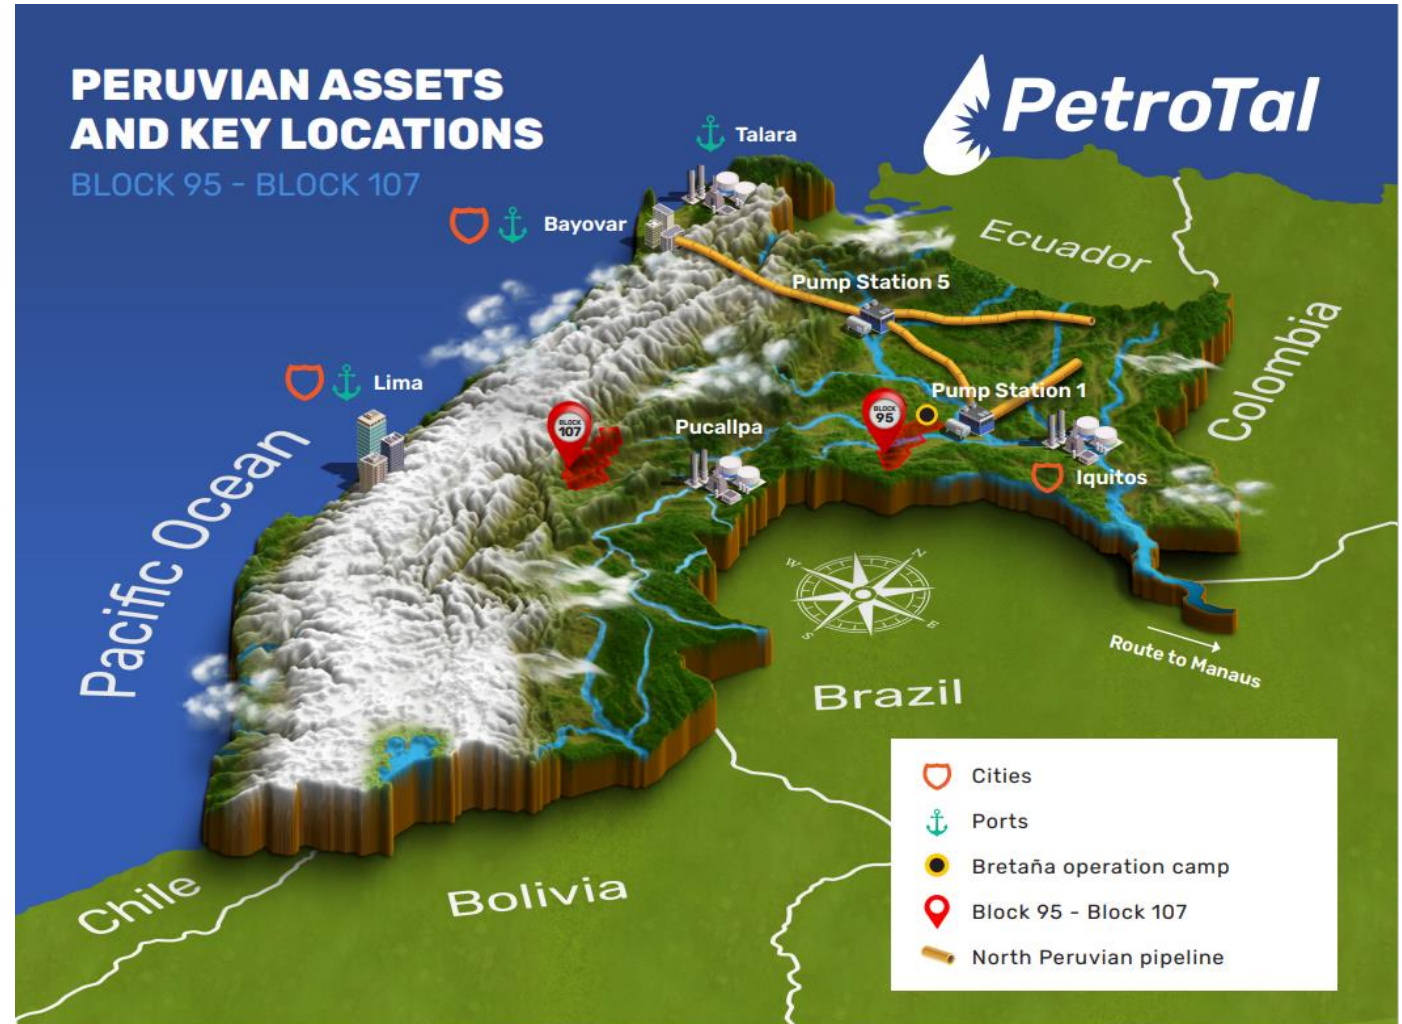 PERUVIAN ASSETS
AND KEY LOCATIONS
BLOCK 95 - BLOCK 107
PetroTal
Talara
Bayovar
Ecuador
Pump Station 5
Colombia
Lima
Pump Station 1
BLOCK
107
BLOCK
95
Pucallpa
Iquitos
Pacific Ocean
W
N
S
E
Route to Manaus
Brazil
Chile
Bolivia
Cities
Ports
Bretaña operation camp
Block 95 - Block 107
North Peruvian pipeline